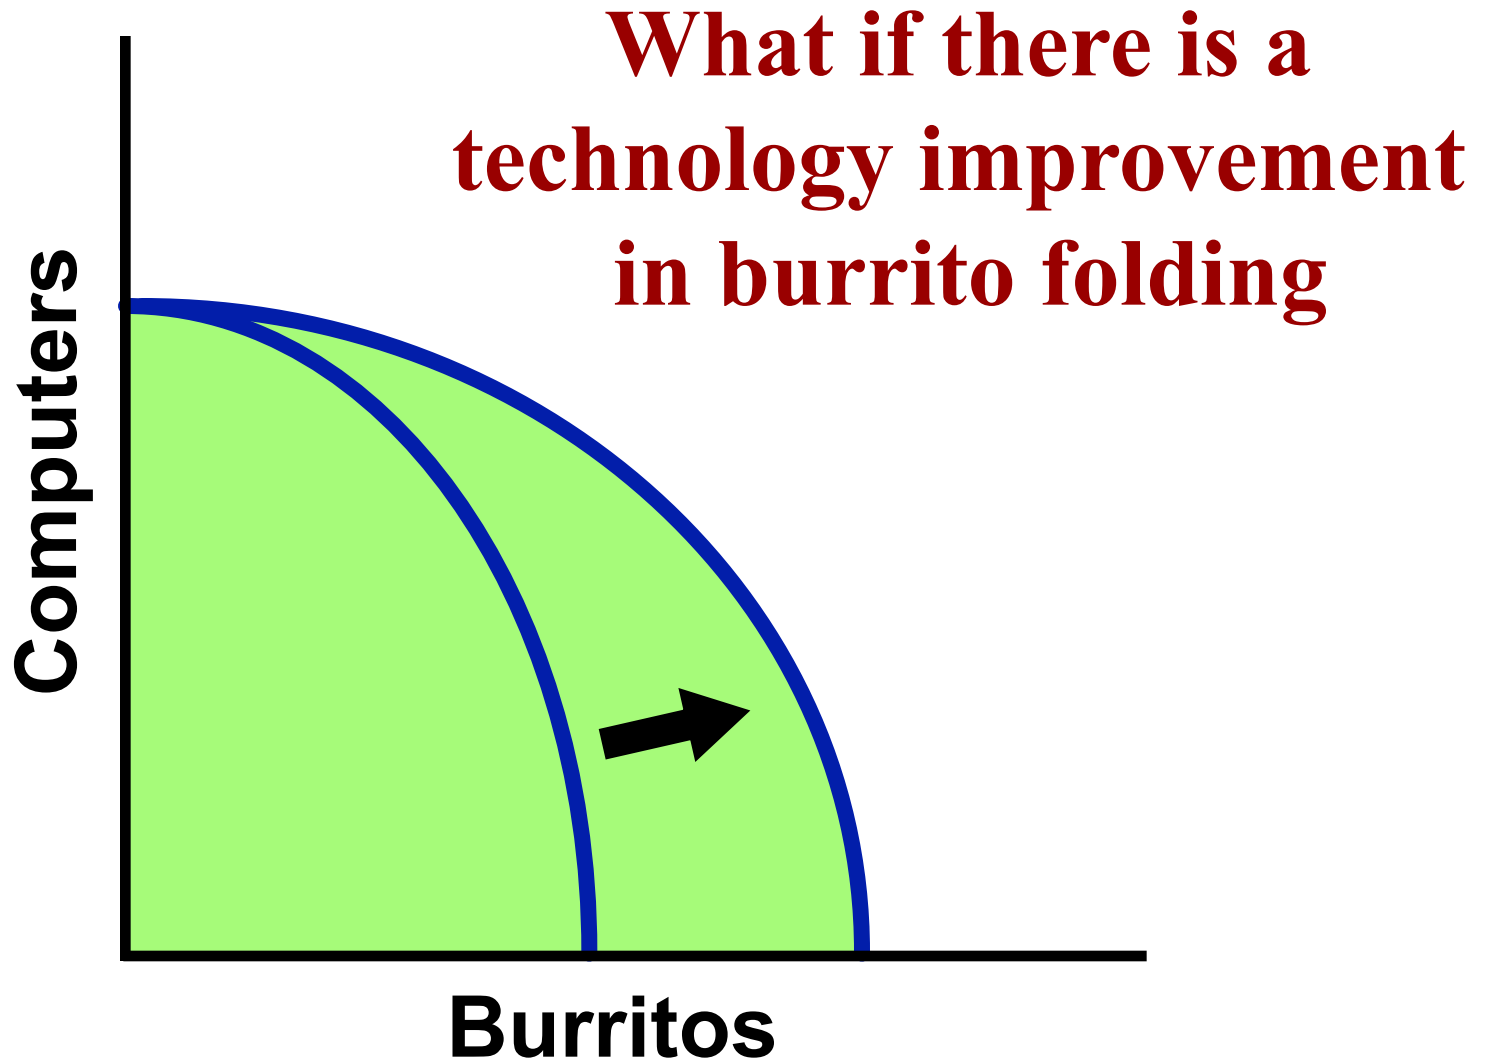 What if there is a
technology improvement
in burrito folding
Computers
Burritos